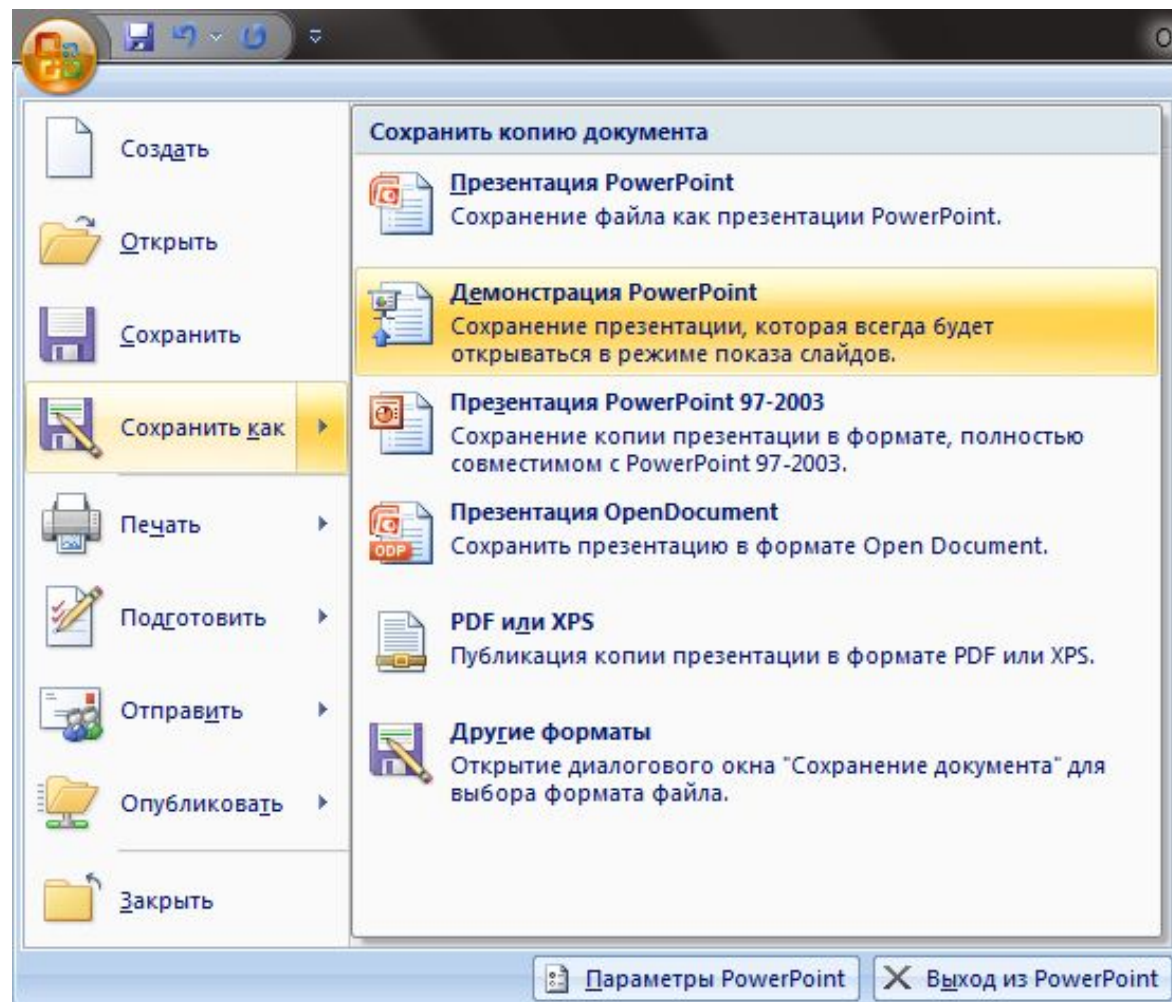 Создать
Открыть
Сохранить
Сохранить как
Печать
Подготовить
Отправить
Опубликовать
Закрыть
Сохранить копию документа
Презентация PowerPoint
Сохранение файла как презентации PowerPoint.
Демонстрация PowerPoint
Сохранение презентации, которая всегда будет
открываться в режиме показа слайдов.
Презентация PowerPoint 97-2003
Сохранение копии презентации в формате, полностью
совместимом с PowerPoint 97-2003.
Презентация OpenDocument
Сохранить презентацию в формате Open Document.
ODP
PDF или XPS
Публикация копии презентации в формате PDF или XPS.
Другие форматы
Открытие диалогового окна "Сохранение документа" для
выбора формата файла.
Параметры PowerPoint
Выход из PowerPoint